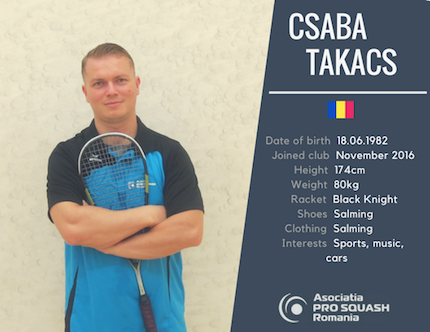 CSABA
TAKACS
Date of birth 18.06.1982
Joined club November 2016
Height 174cm
Weight 80kg
Racket Black Knight
Shoes Salming
Clothing Salming
Interests Sports, music,
cars
Asociatia
PRO SQUASH
Romania